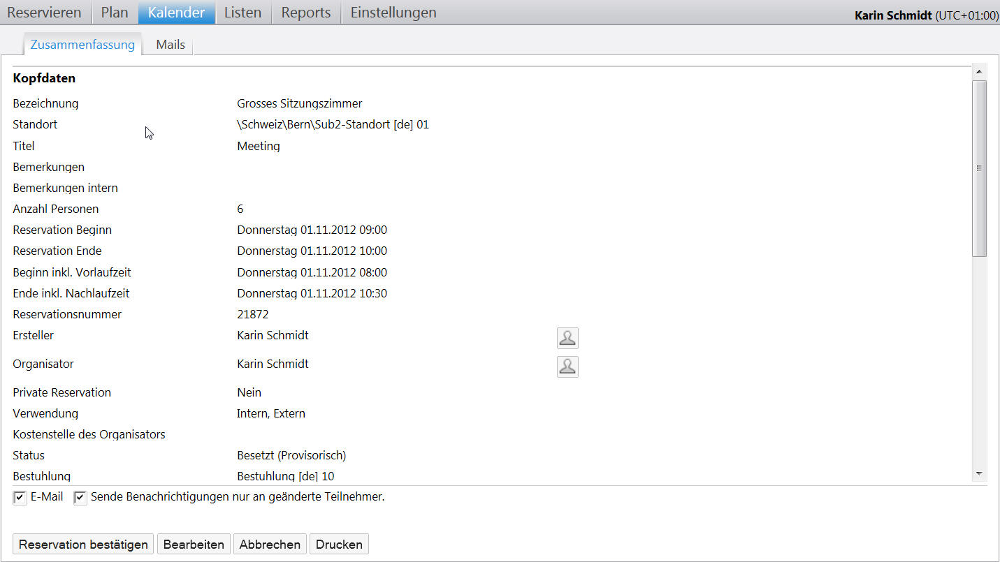 Reservieren Plan Kalender Listen Reports Einstellungen Karin Schmidt (UTC+01:00)
Zusammenfassung Mails
Kopfdaten
Bezeichnung Grosses Sitzungszimmer
Standort \Schweiz\Bern\Sub2-Standort [de] 01
Titel Meeting
Bemerkungen
Bemerkungen intern
Anzahl Personen 6
Reservation Beginn Donnerstag 01.11.2012 09:00
Reservation Ende Donnerstag 01.11.2012 10:00
Beginn inkl. Vorlaufzeit Donnerstag 01.11.2012 08:00
Ende inkl. Nachlaufzeit Donnerstag 01.11.2012 10:30
Reservationsnummer 21872
Ersteller Karin Schmidt
Organisator Karin Schmidt
Private Reservation Nein
Verwendung Intern, Extern
Kostenstelle des Organisators
Status Besetzt (Provisorisch)
Bestuhlung Bestuhlung [de] 10
E-Mail Sende Benachrichtigungen nur an geänderte Teilnehmer.
Reservation bestätigen Bearbeiten Abbrechen Drucken